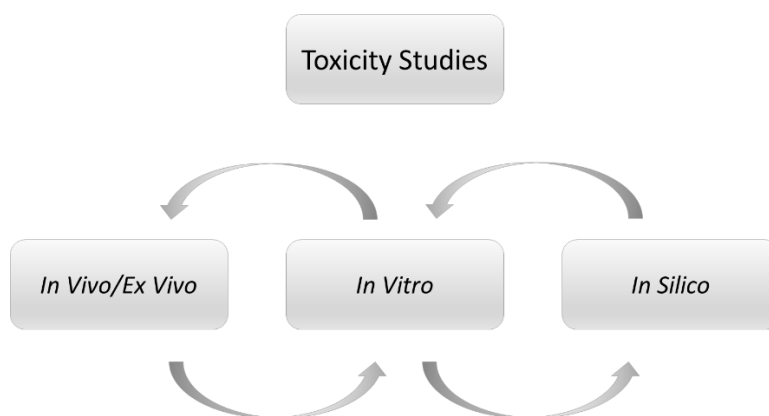 Toxicity Studies
In Vivo/Ex Vivo
In Vitro
In Silico